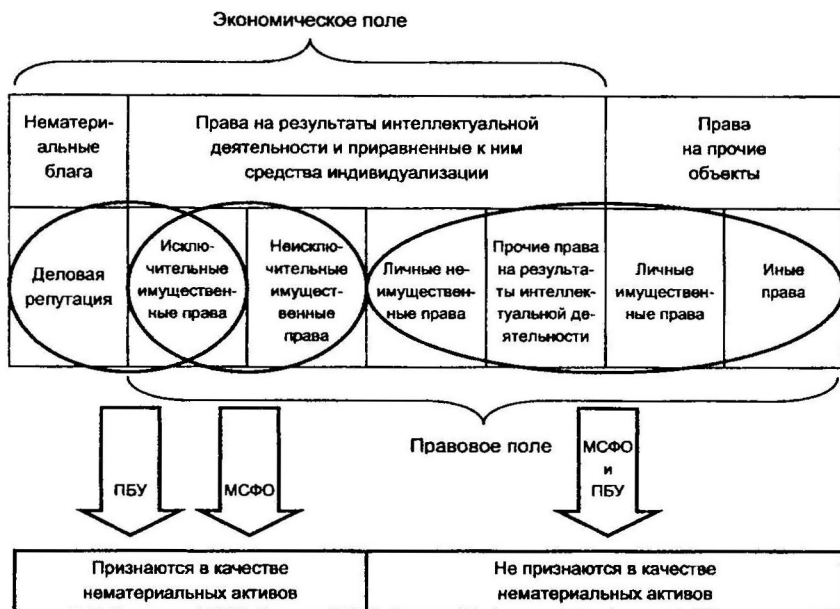 Экономическое поле
Нематери-
альные
блага
Права на результаты интеллектуальной
деятельности и приравненные к ним
средства индивидуализации
Права
на прочие
объекты
Деловая
репутация
Исклю-
чительные
имуществен-
ные права
Неисклю-
чительные
имущест-
венные
права
Личные не-
имуществен-
ные права
Прочие права
на результа-
ты интеллек-
туальной де-
ятельности
Личные
имуществен-
ные права
Иные
права
Правовое поле
ПБУ
МСФО
МСФО
и
ПБУ
Признаются в качестве
нематериальных активов
Не признаются в качестве
нематериальных активов